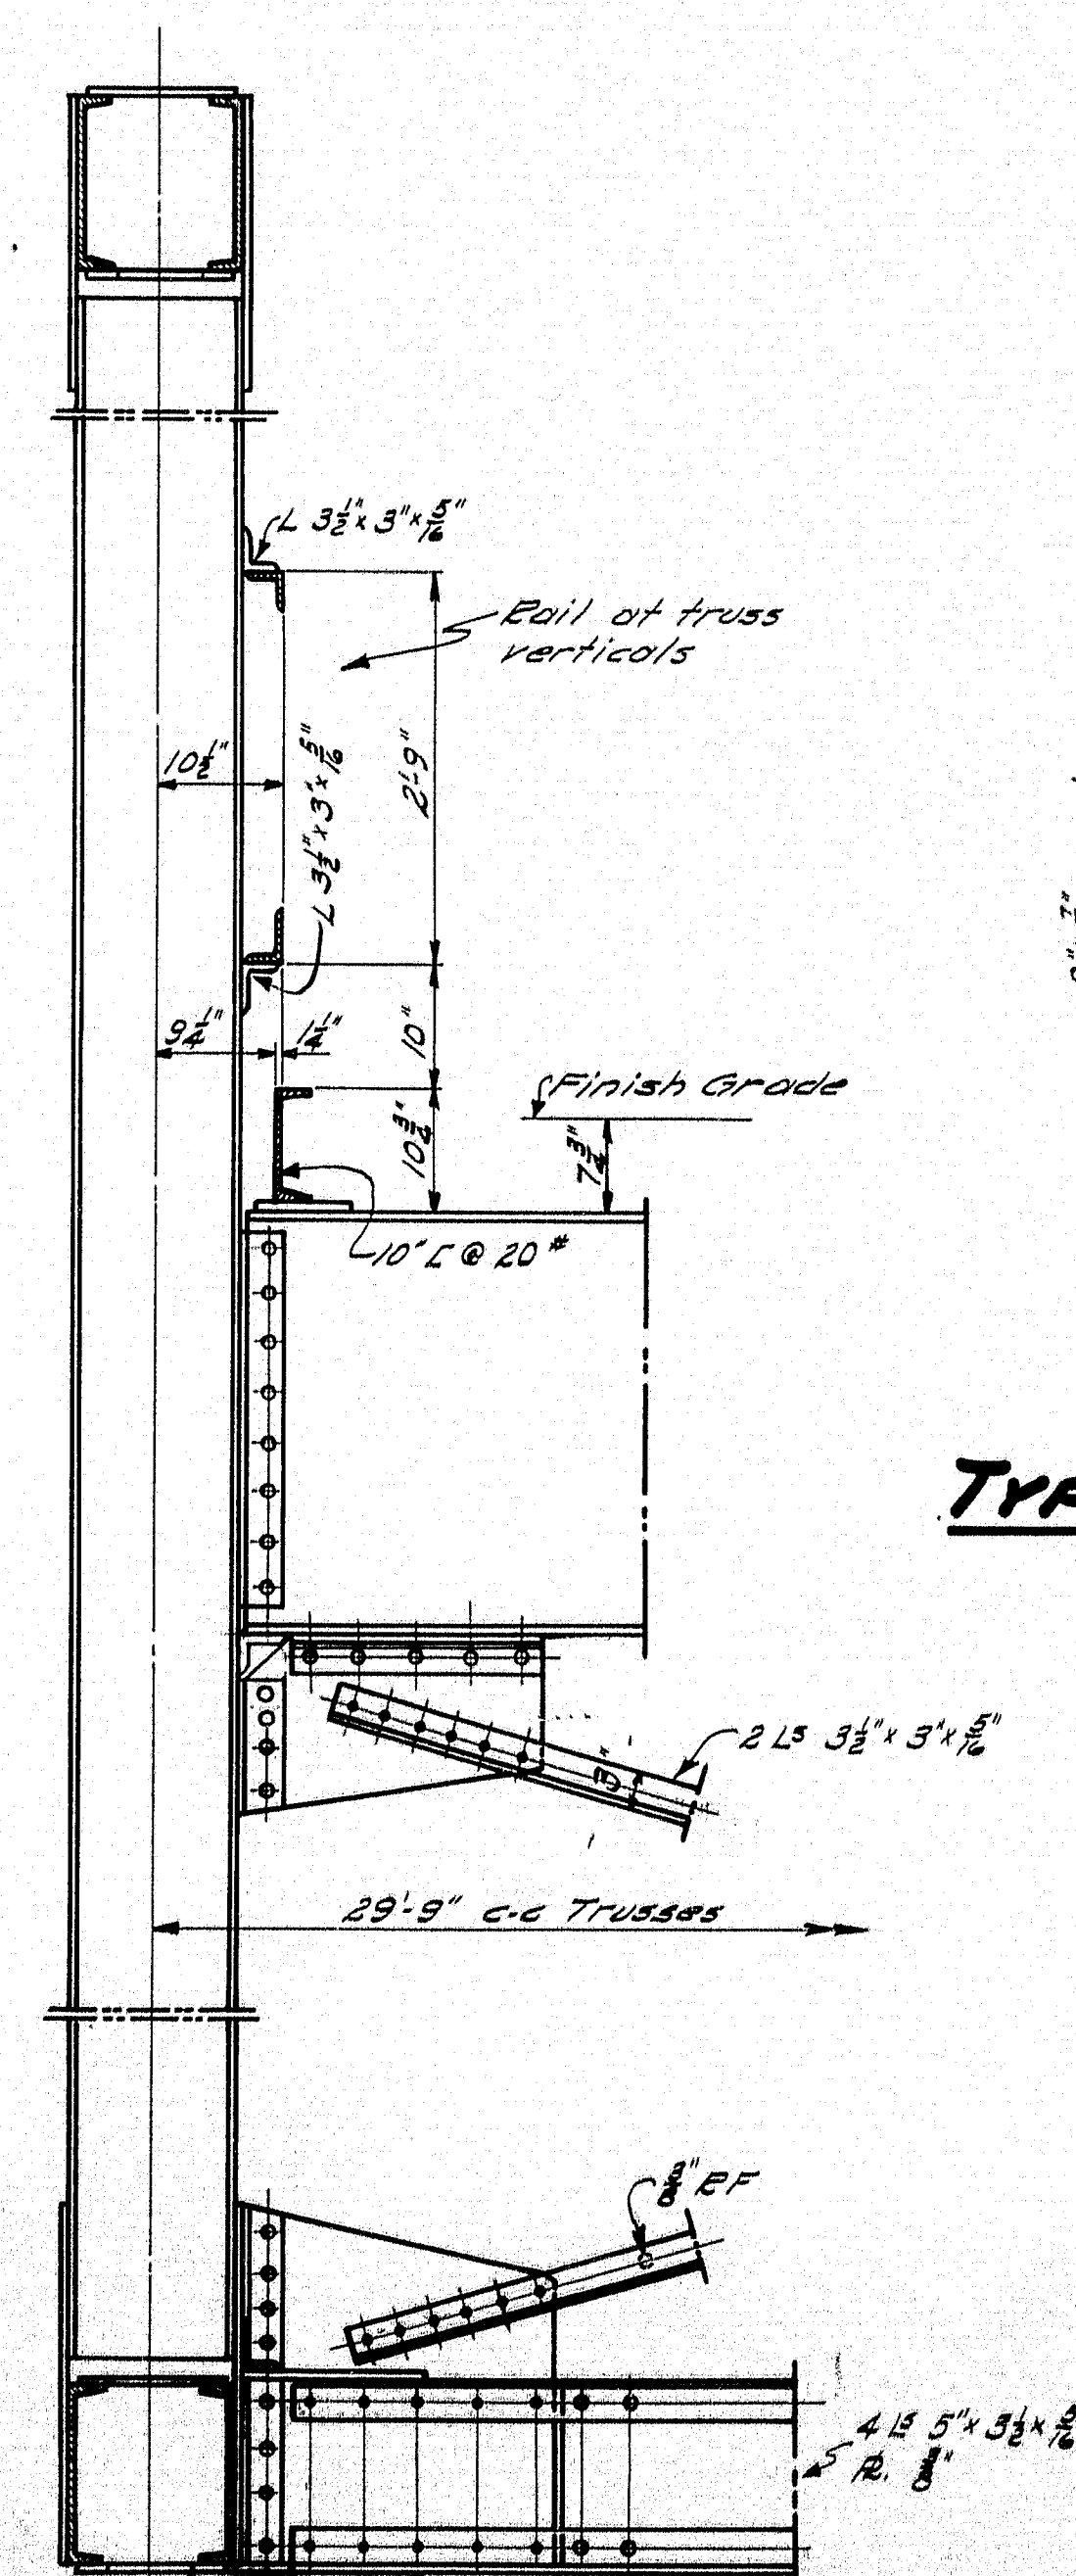 L 3½" x 3" x 5/16"
Rail at truss
verticals
10½"
L 3½" x 3" x 5/16"
2'-9"
9¼"
1¼"
10"
Finish Grade
10¾"
7¾"
10" [ @ 20#
TYP
2 Ls 3½" x 3" x 5/16"
29'-9" c-c Trusses
RF
4 Ls 5" x 3½ x 5/16
PL.